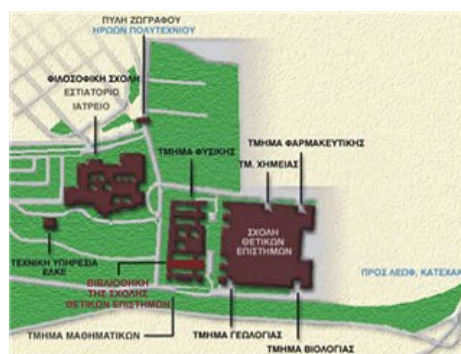 ΠΥΛΗ ΖΩΓΡΑΦΟΥ
ΗΡΩΩΝ ΠΟΛΥΤΕΧΝΙΟΥ
ΦΙΛΟΣΟΦΙΚΗ ΣΧΟΛΗ
ΕΣΤΙΑΤΟΡΙΟ
ΙΑΤΡΕΙΟ
ΤΜΗΜΑ ΦΥΣΙΚΗΣ
ΤΜΗΜΑ ΦΑΡΜΑΚΕΥΤΙΚΗΣ
ΤΜ. ΧΗΜΕΙΑΣ
ΣΧΟΛΗ
ΘΕΤΙΚΩΝ
ΕΠΙΣΤΗΜΩΝ
ΤΕΧΝΙΚΗ ΥΠΗΡΕΣΙΑ
ΕΛΚΕ
ΒΙΒΛΙΟΘΗΚΗ
ΤΗΣ ΣΧΟΛΗΣ
ΘΕΤΙΚΩΝ ΕΠΙΣΤΗΜΩΝ
ΠΡΟΣ ΛΕΩΦ. ΚΑΤΕΧΑΚ
ΤΜΗΜΑ ΜΑΘΗΜΑΤΙΚΩΝ
ΤΜΗΜΑ ΓΕΩΛΟΓΙΑΣ
ΤΜΗΜΑ ΒΙΟΛΟΓΙΑΣ